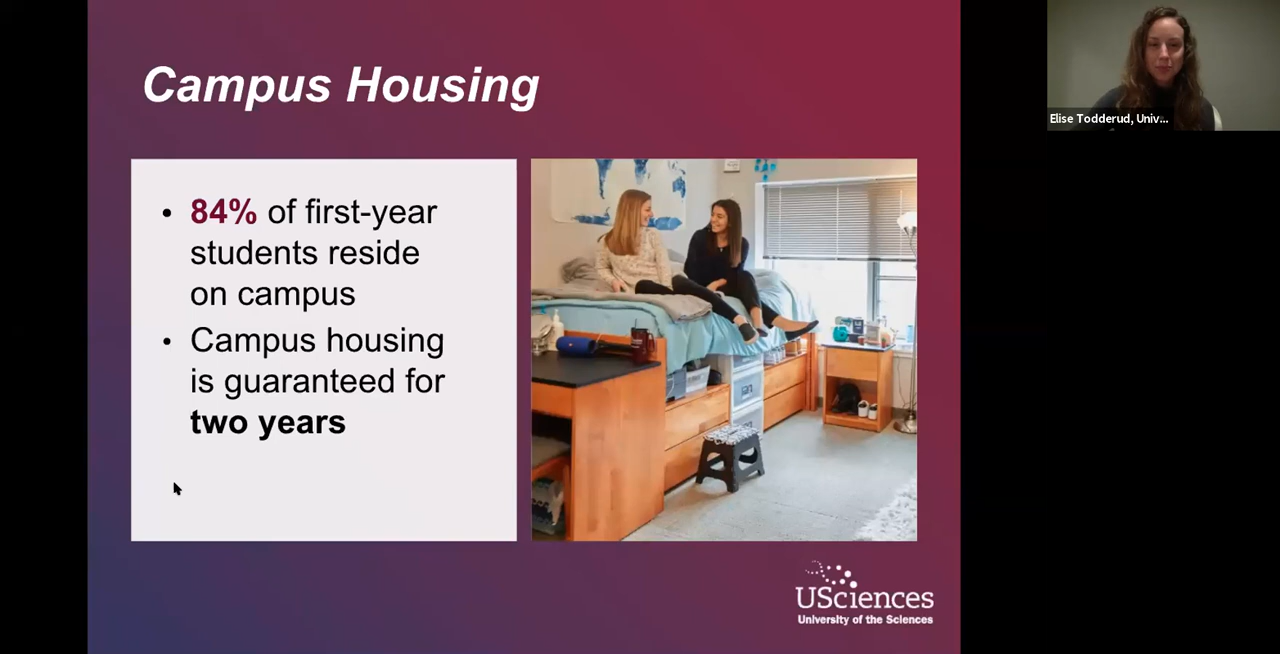 Campus Housing
• 84% of first-year
students reside
on campus
• Campus housing
is guaranteed for
two years
USciences
University of the Sciences
Elise Todderud, Univ...